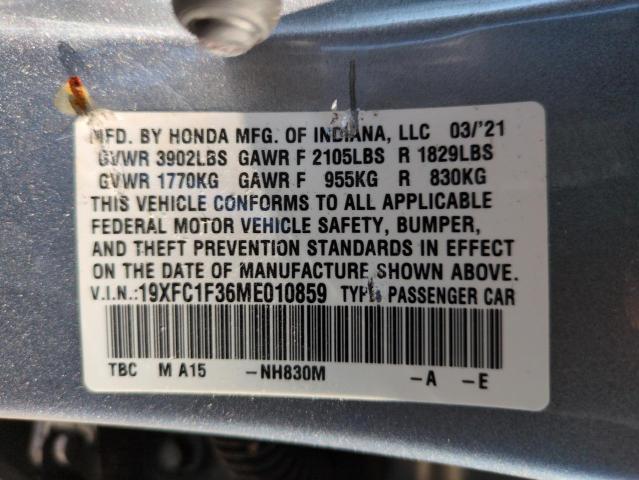 MFD. BY HONDA MFG. OF INDIANA, LLC 03/'21
GVWR 3902LBS GAWR F 2105LBS R 1829LBS
GVWR 1770KG GAWR F 955KG R 830KG
THIS VEHICLE CONFORMS TO ALL APPLICABLE
FEDERAL MOTOR VEHICLE SAFETY, BUMPER,
AND THEFT PREVENTION STANDARDS IN EFFECT
ON THE DATE OF MANUFACTURE SHOWN ABOVE.
V.I.N.:19XFC1F36ME010859 TYPE PASSENGER CAR
TBC M A15 -NH830M -A -E